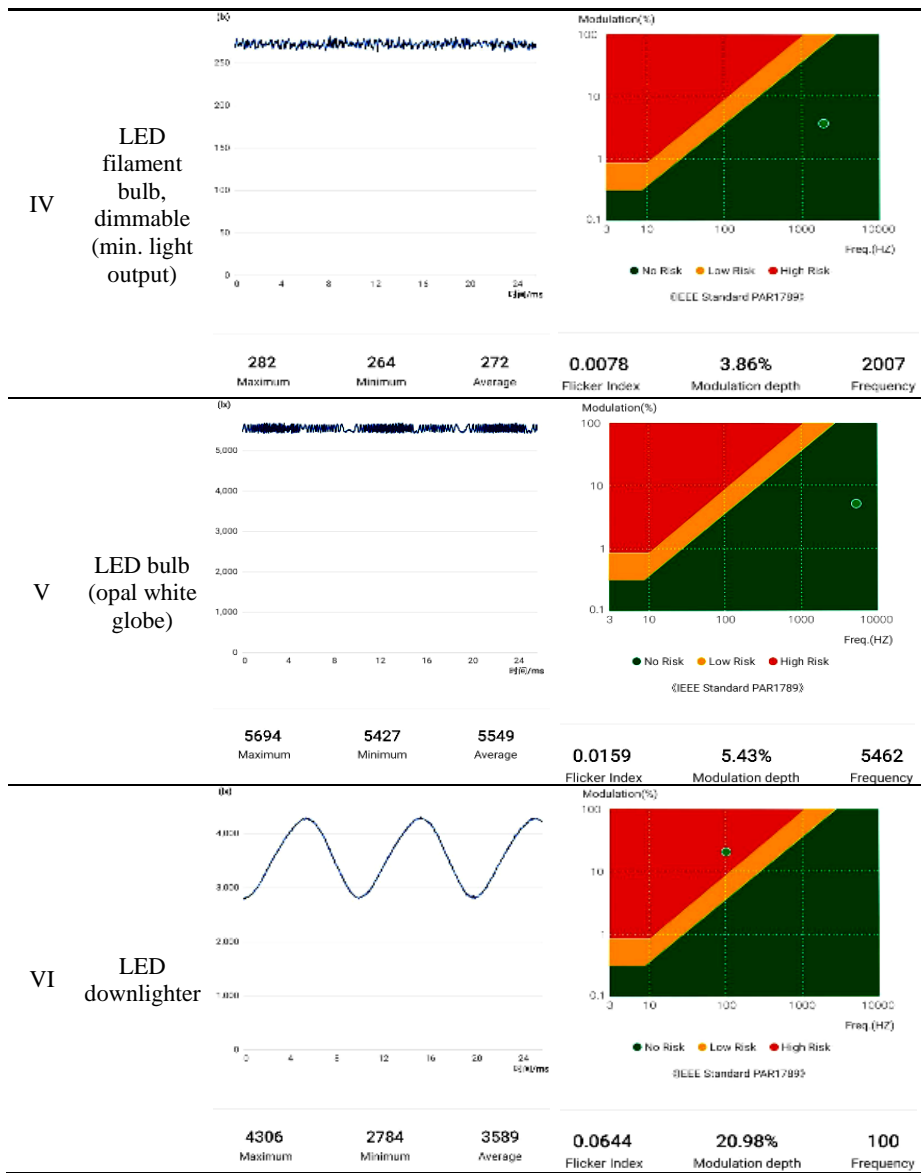 IV
LED
filament
bulb,
dimmable
(min. light
output)
(lx)
250
200
150
100
50
0
0 4 8 12 16 20 24
时间/ms
282 264 272
Maximum Minimum Average
Modulation(%)
100
10
1
0.1
3 10 100 1000 10000
Freq.(HZ)
No Risk Low Risk High Risk
《IEEE Standard PAR1789》
0.0078 3.86% 2007
Flicker Index Modulation depth Frequency
V
LED bulb
(opal white
globe)
(lx)
5,000
4,000
3,000
2,000
1,000
0
0 4 8 12 16 20 24
时间/ms
5694 5427 5549
Maximum Minimum Average
Modulation(%)
100
10
1
0.1
3 10 100 1000 10000
Freq.(HZ)
No Risk Low Risk High Risk
《IEEE Standard PAR1789》
0.0159 5.43% 5462
Flicker Index Modulation depth Frequency
VI
LED
downlighter
(lx)
4,000
3,000
2,000
1,000
0
0 4 8 12 16 20 24
时间/ms
4306 2784 3589
Maximum Minimum Average
Modulation(%)
100
10
1
0.1
3 10 100 1000 10000
Freq.(HZ)
No Risk Low Risk High Risk
《IEEE Standard PAR1789》
0.0644 20.98% 100
Flicker Index Modulation depth Frequency